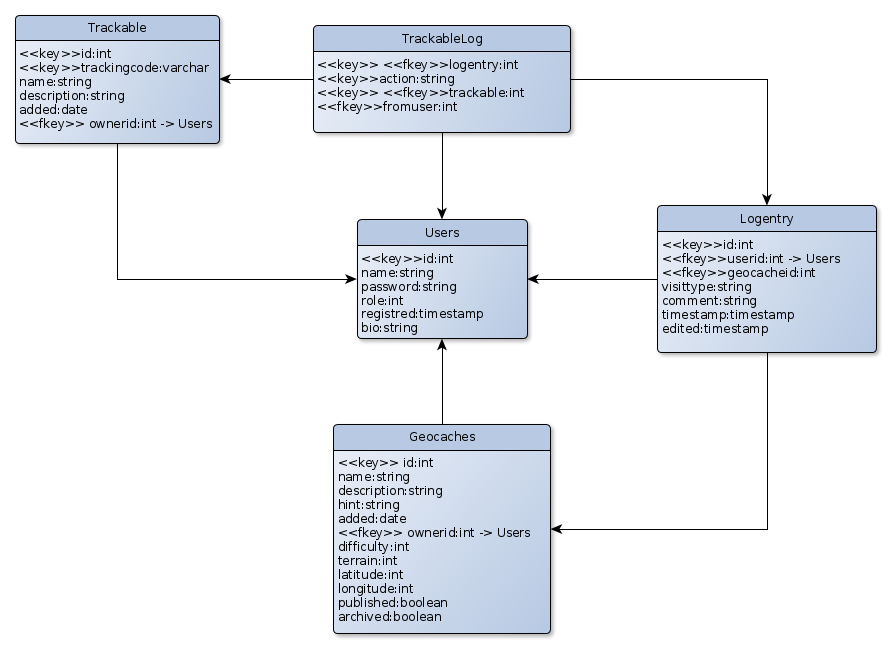 Trackable
<<key>>id:int
<<key>>trackingcode:varchar
name:string
description:string
added:date
<<fkey>> ownerid:int -> Users
TrackableLog
<<key>> <<fkey>>logentry:int
<<key>>action:string
<<key>> <<fkey>>trackable:int
<<fkey>>fromuser:int
Users
<<key>>id:int
name:string
password:string
role:int
registred:timestamp
bio:string
Logentry
<<key>>id:int
<<fkey>>userid:int -> Users
<<fkey>>geocacheid:int
visittype:string
comment:string
timestamp:timestamp
edited:timestamp
Geocaches
<<key>> id:int
name:string
description:string
hint:string
added:date
<<fkey>> ownerid:int -> Users
difficulty:int
terrain:int
latitude:int
longitude:int
published:boolean
archived:boolean